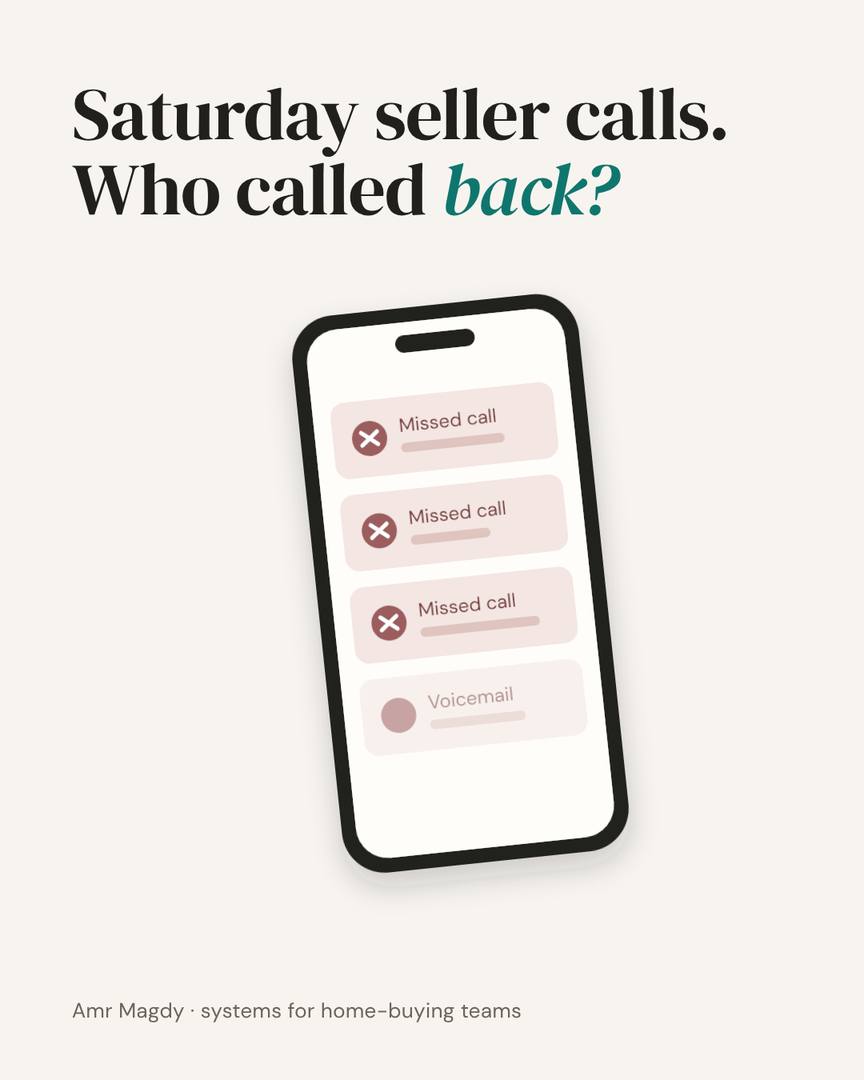 Saturday seller calls.
Who called back?
Missed call
Missed call
Missed call
Voicemail
Amr Magdy · systems for home-buying teams